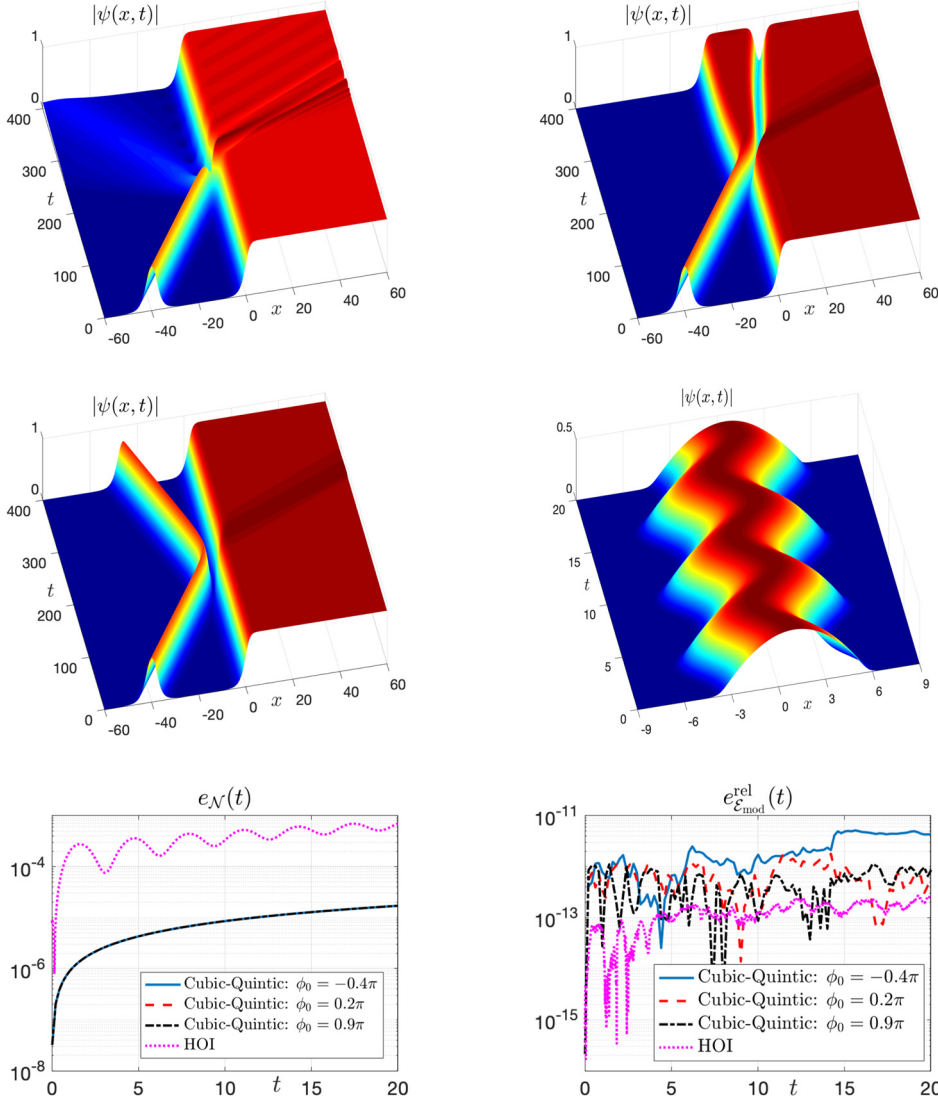 |ψ(x,t)|
1
0
400
300
t
200
100
0
-60
-40
-20
0
x
20
40
60
|ψ(x,t)|
1
0
400
300
t
200
100
0
-60
-40
-20
0
x
20
40
60
|ψ(x,t)|
1
0
400
300
t
200
100
0
-60
-40
-20
0
x
20
40
60
|ψ(x,t)|
0.5
0
20
15
t
10
5
0
-9
-6
-3
0
x
3
6
9
e_𝒩(t)
10^-4
10^-6
10^-8
Cubic-Quintic: ϕ₀ = −0.4π
Cubic-Quintic: ϕ₀ = 0.2π
Cubic-Quintic: ϕ₀ = 0.9π
HOI
0 5 t 10 15 20
e^rel_ℰmod(t)
10^-11
10^-13
10^-15
Cubic-Quintic: ϕ₀ = −0.4π
Cubic-Quintic: ϕ₀ = 0.2π
Cubic-Quintic: ϕ₀ = 0.9π
HOI
0 5 10 t 15 20